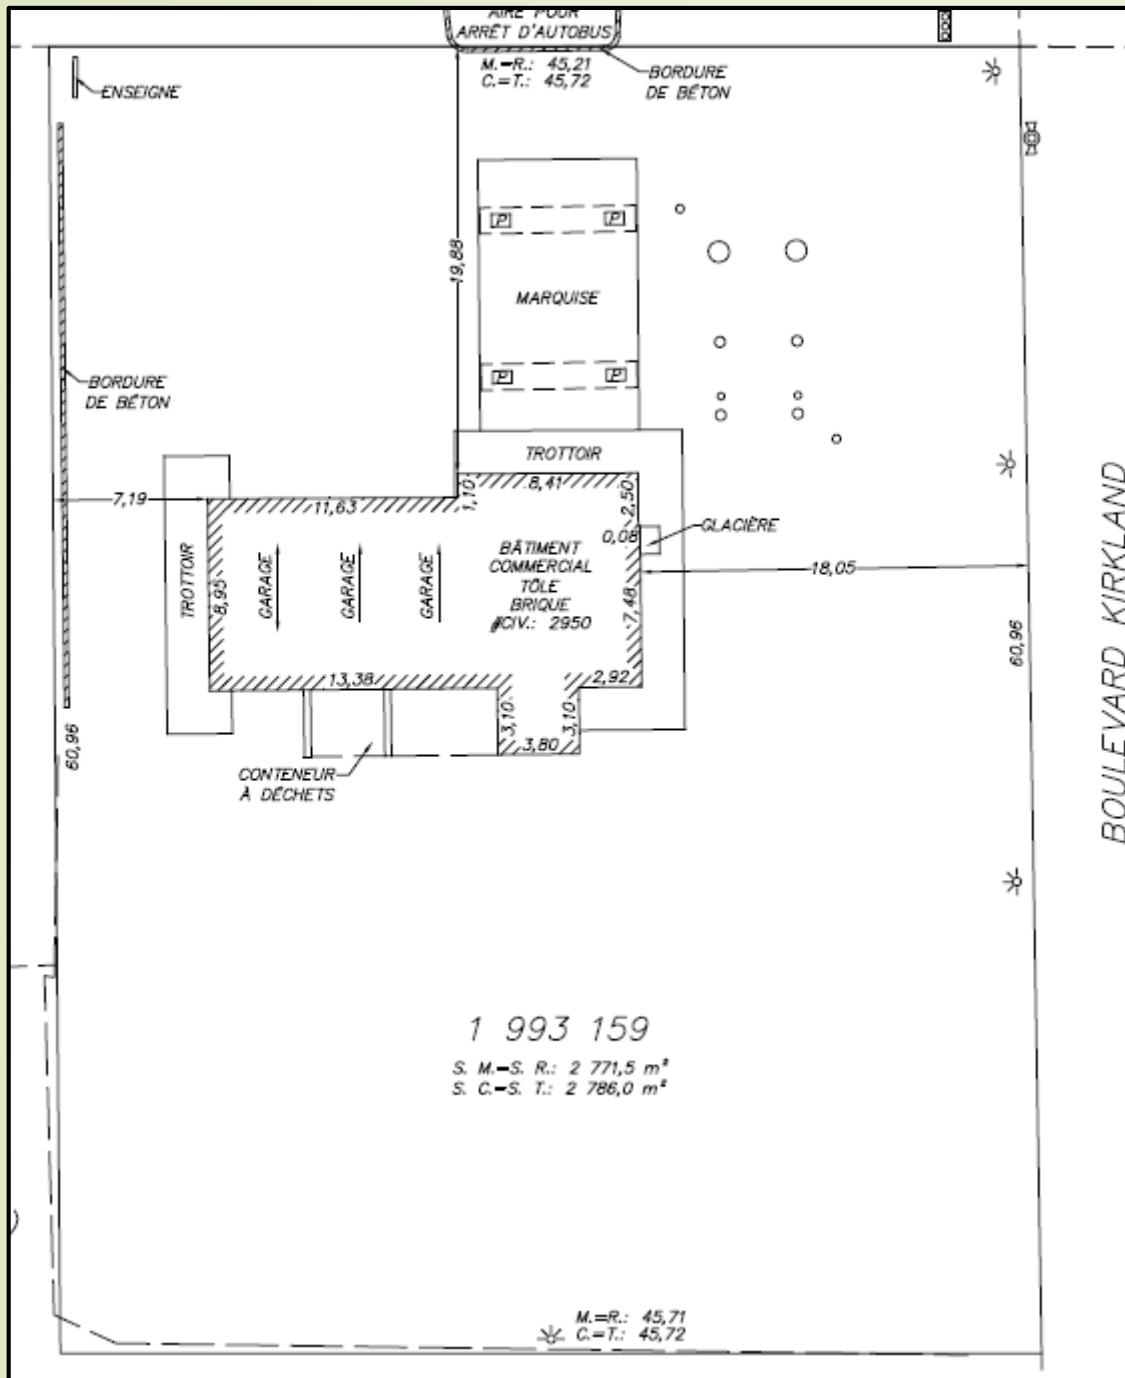 AIRE POUR
ARRÊT D'AUTOBUS
M.=R.: 45,21
C.=T.: 45,72
BORDURE
DE BÉTON
ENSEIGNE
P
P
19,88
MARQUISE
P
P
BORDURE
DE BÉTON
TROTTOIR
7,19
11,63
1,10
8,41
2,50
GLACIÈRE
0,08
TROTTOIR
8,95
GARAGE
GARAGE
GARAGE
BÂTIMENT
COMMERCIAL
TÔLE
BRIQUE
#CIV.: 2950
7,48
18,05
BOULEVARD KIRKLAND
60,96
13,38
2,92
3,10
3,10
3,80
60,96
CONTENEUR
À DÉCHETS
1 993 159
S. M.=S. R.: 2 771,5 m²
S. C.=S. T.: 2 786,0 m²
M.=R.: 45,71
C.=T.: 45,72